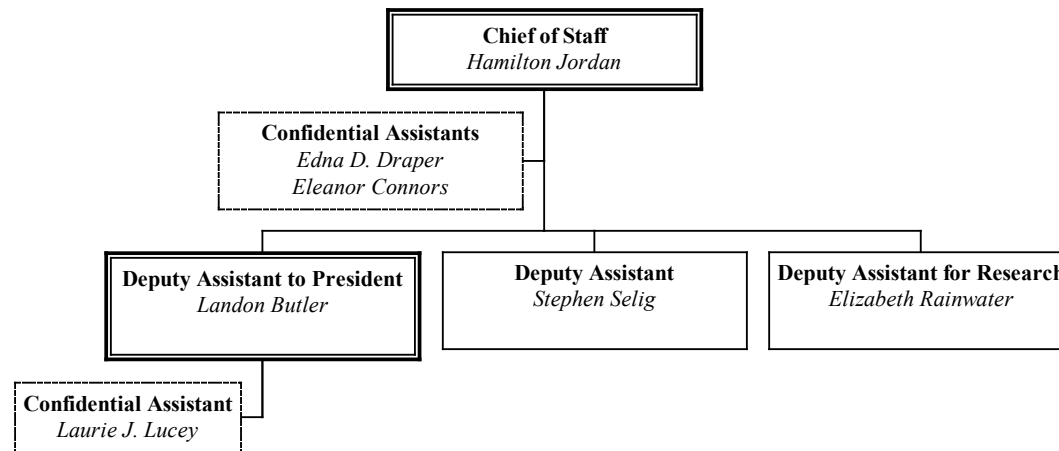 Chief of Staff
Hamilton Jordan
Confidential Assistants
Edna D. Draper
Eleanor Connors
Deputy Assistant to President
Landon Butler
Deputy Assistant
Stephen Selig
Deputy Assistant for Research
Elizabeth Rainwater
Confidential Assistant
Laurie J. Lucey